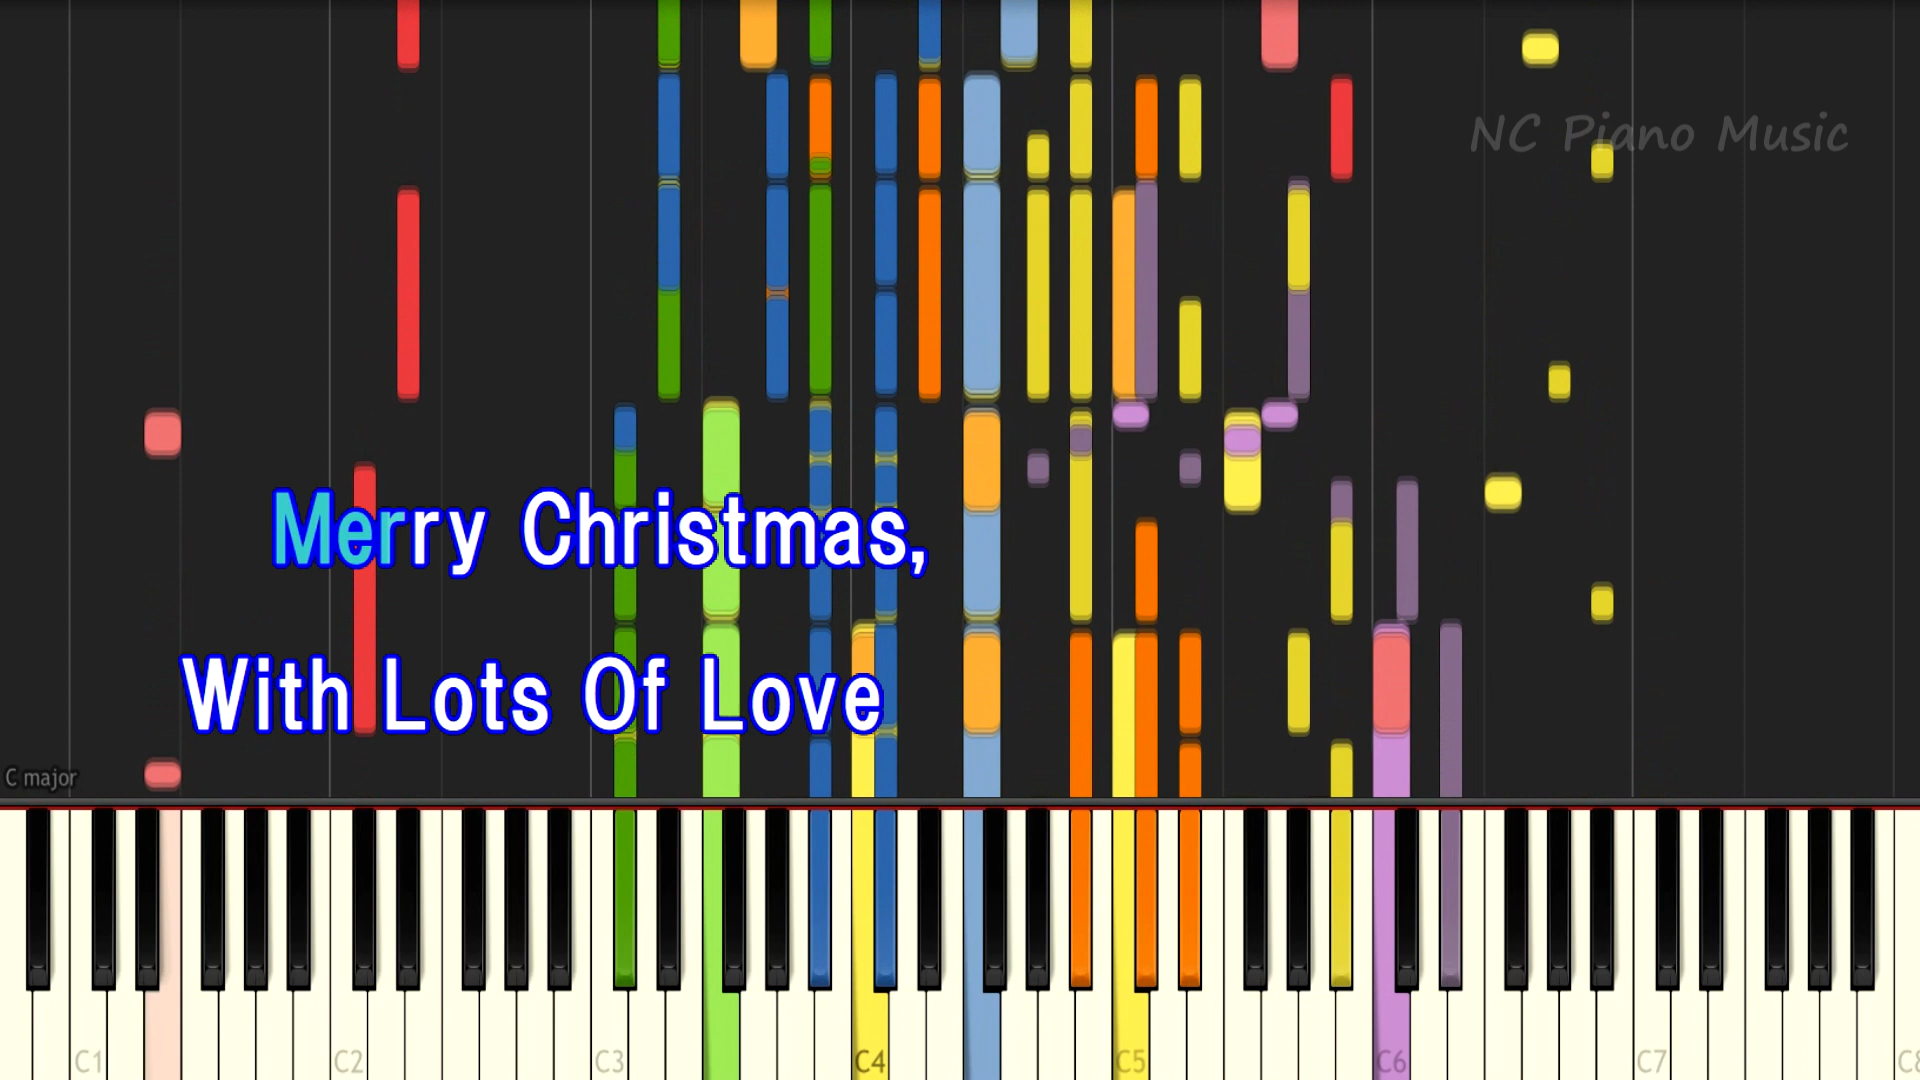 NC Piano Music
Merry Christmas,
With Lots Of Love
C major
C1 C2 C3 C4 C5 C6 C7 C8